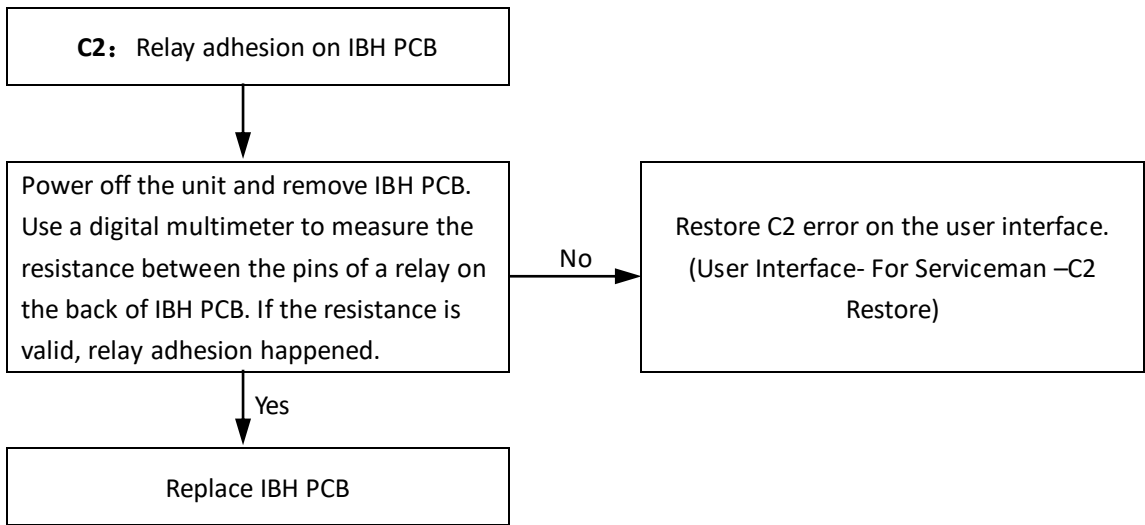 C2： Relay adhesion on IBH PCB
Power off the unit and remove IBH PCB.
Use a digital multimeter to measure the
resistance between the pins of a relay on
the back of IBH PCB. If the resistance is
valid, relay adhesion happened.
No
Restore C2 error on the user interface.
(User Interface- For Serviceman –C2
Restore)
Yes
Replace IBH PCB